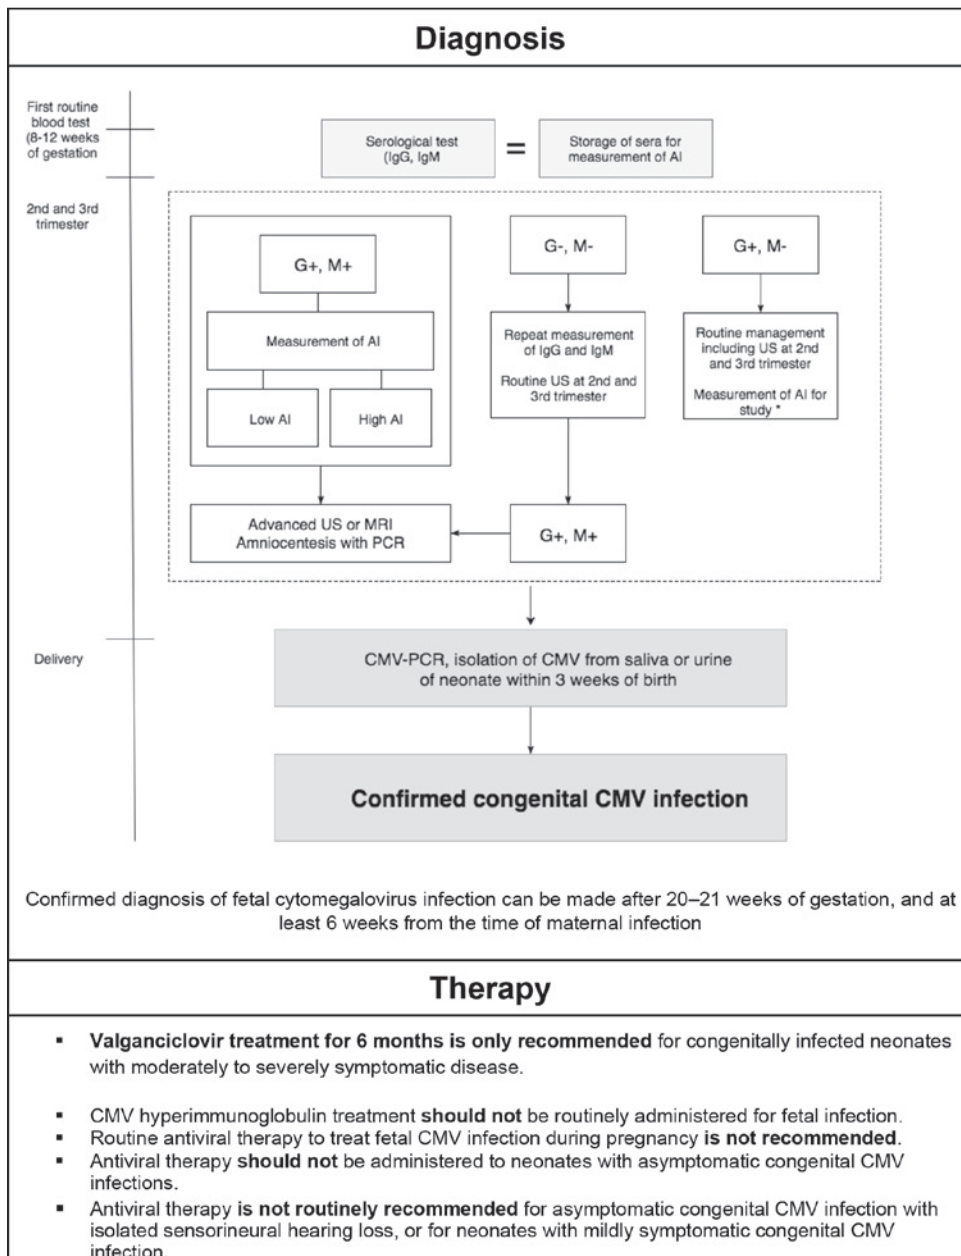 Diagnosis
First routine
blood test
(8-12 weeks
of gestation
Serological test
(IgG, IgM
=
Storage of sera for
measurement of AI
2nd and 3rd
trimester
G+, M+
Measurement of AI
Low AI
High AI
G-, M-
Repeat measurement
of IgG and IgM
Routine US at 2nd and
3rd trimester
G+, M-
Routine management
including US at 2nd
and 3rd trimester
Measurement of AI for
study *
Advanced US or MRI
Amniocentesis with PCR
G+, M+
Delivery
CMV-PCR, isolation of CMV from saliva or urine
of neonate within 3 weeks of birth
Confirmed congenital CMV infection
Confirmed diagnosis of fetal cytomegalovirus infection can be made after 20–21 weeks of gestation, and at
least 6 weeks from the time of maternal infection
Therapy
▪ Valganciclovir treatment for 6 months is only recommended for congenitally infected neonates
with moderately to severely symptomatic disease.
▪ CMV hyperimmunoglobulin treatment should not be routinely administered for fetal infection.
▪ Routine antiviral therapy to treat fetal CMV infection during pregnancy is not recommended.
▪ Antiviral therapy should not be administered to neonates with asymptomatic congenital CMV
infections.
▪ Antiviral therapy is not routinely recommended for asymptomatic congenital CMV infection with
isolated sensorineural hearing loss, or for neonates with mildly symptomatic congenital CMV
infection